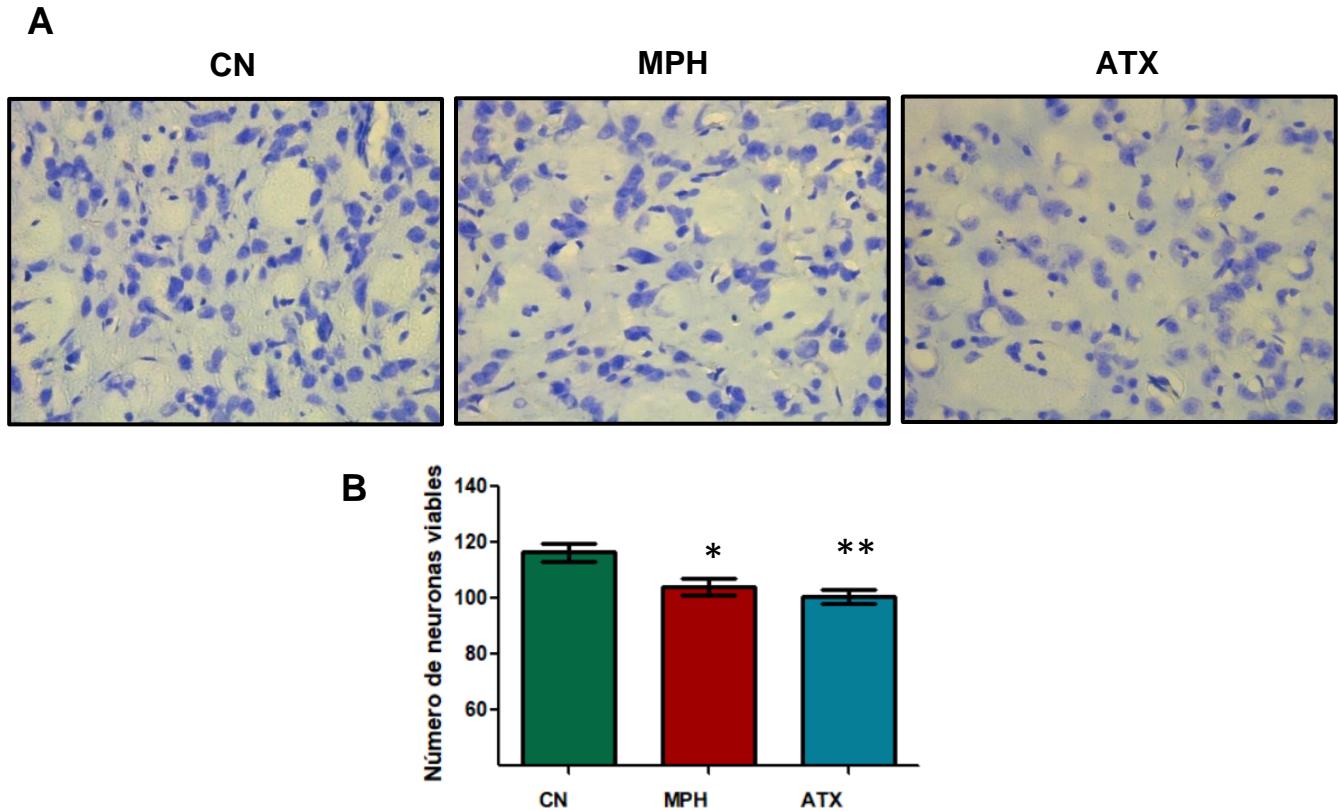 A
CN
MPH
ATX
B
Número de neuronas viables
140
120
100
80
60
*
**
CN
MPH
ATX